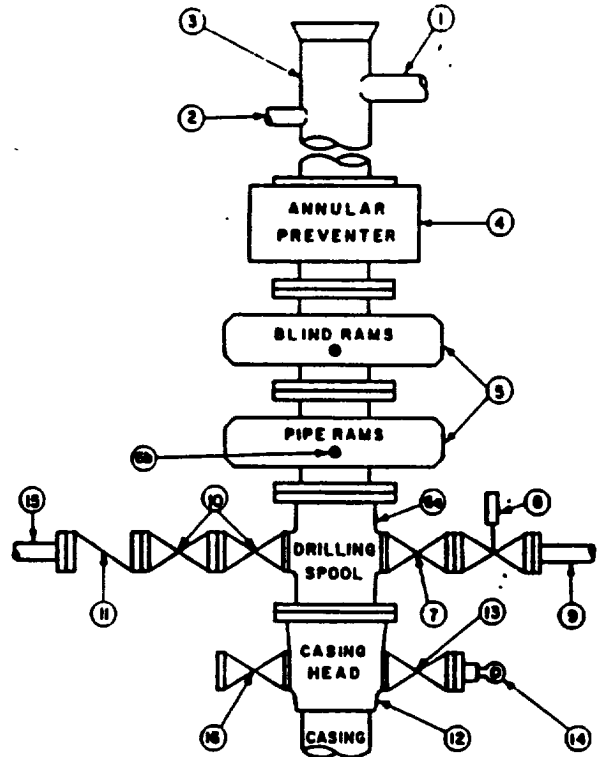 3
1
2
ANNULAR
PREVENTER
4
BLIND RAMS
5
PIPE RAMS
6b
15
10
6a
8
DRILLING
SPOOL
11
7
9
13
CASING
HEAD
16
12
14
CASING